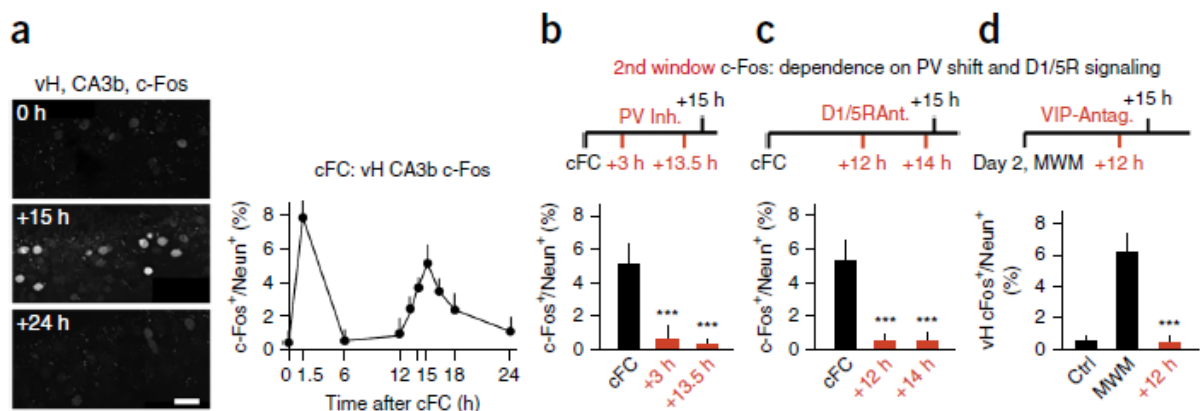 a
vH, CA3b, c-Fos
0 h
+15 h
+24 h
cFC: vH CA3b c-Fos
c-Fos+/Neun+ (%)
8
6
4
2
0
0 1.5 6 12 15 18 24
Time after cFC (h)
2nd window c-Fos: dependence on PV shift and D1/5R signaling
b
+15 h
PV Inh.
cFC +3 h +13.5 h
c-Fos+/Neun+ (%)
8
6
4
2
0
*** ***
cFC +3 h +13.5 h
c
+15 h
D1/5RAnt.
cFC +12 h +14 h
c-Fos+/Neun+ (%)
8
6
4
2
0
*** ***
cFC +12 h +14 h
d
+15 h
VIP-Antag.
Day 2, MWM +12 h
vH cFos+/Neun+
(%)
8
6
4
2
0
***
Ctrl MWM +12 h